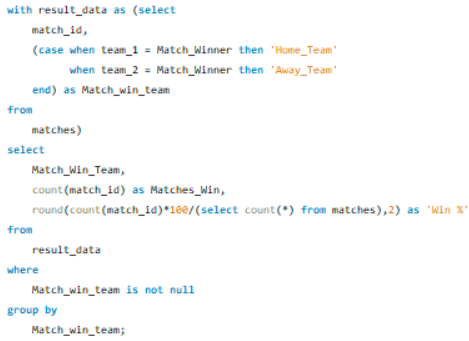 with result_data as (select
match_id,
(case when team_1 = Match_Winner then 'Home_Team'
when team_2 = Match_Winner then 'Away_Team'
end) as Match_win_team
from
matches)
select
Match_Win_Team,
count(match_id) as Matches_Win,
round(count(match_id)*100/(select count(*) from matches),2) as 'Win %'
from
result_data
where
Match_win_team is not null
group by
Match_win_team;